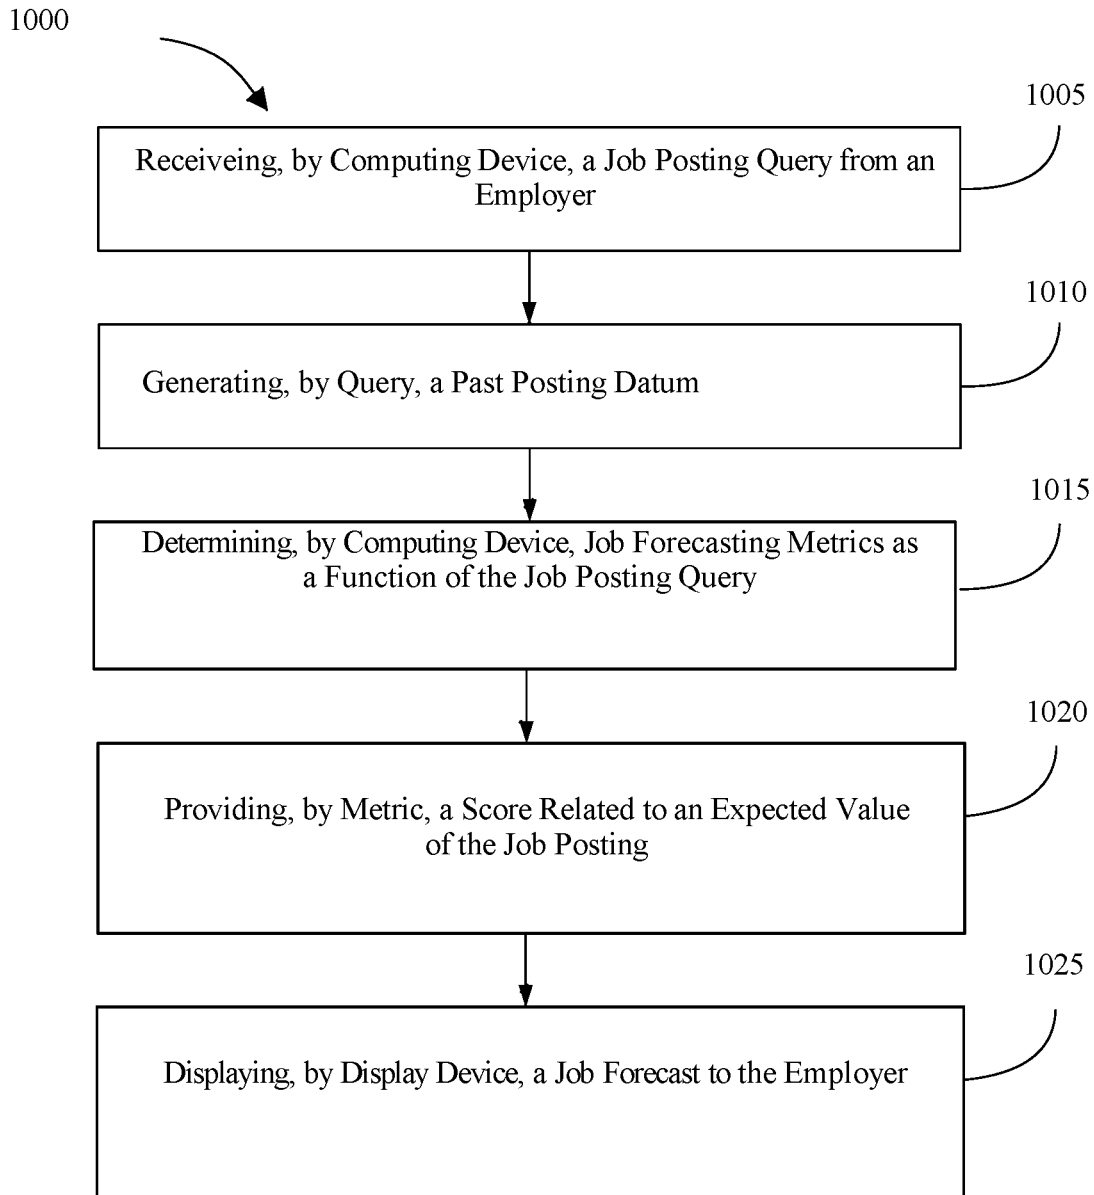 1000
1005
Receiveing, by Computing Device, a Job Posting Query from an
Employer
1010
Generating, by Query, a Past Posting Datum
1015
Determining, by Computing Device, Job Forecasting Metrics as
a Function of the Job Posting Query
1020
Providing, by Metric, a Score Related to an Expected Value
of the Job Posting
1025
Displaying, by Display Device, a Job Forecast to the Employer